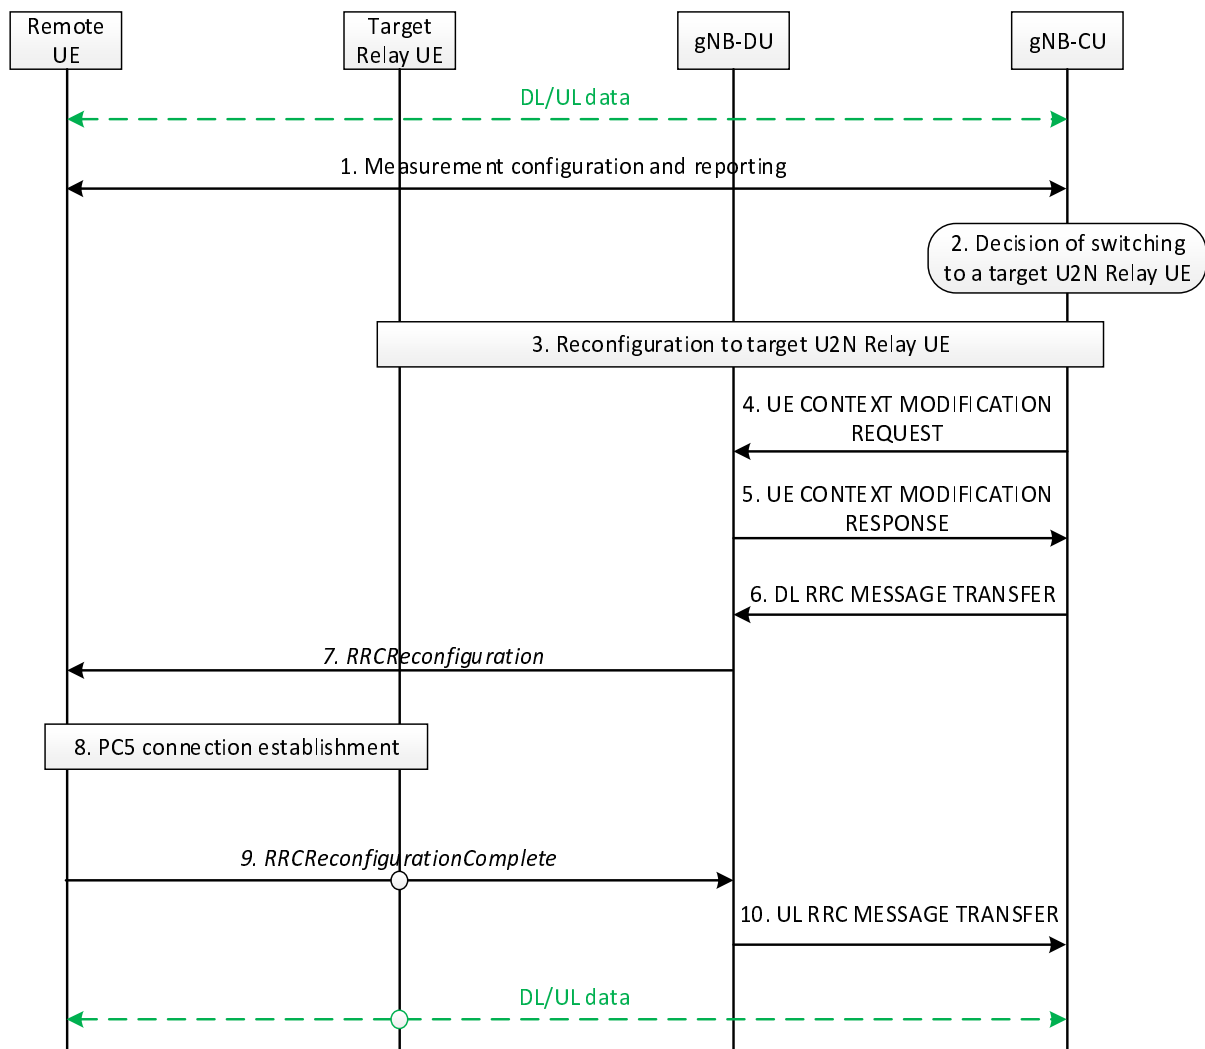 Remote
UE
Target
Relay UE
gNB-DU
gNB-CU
DL/UL data
1. Measurement configuration and reporting
2. Decision of switching
to a target U2N Relay UE
3. Reconfiguration to target U2N Relay UE
4. UE CONTEXT MODIFICATION
REQUEST
5. UE CONTEXT MODIFICATION
RESPONSE
6. DL RRC MESSAGE TRANSFER
7. RRCReconfiguration
8. PC5 connection establishment
9. RRCReconfigurationComplete
10. UL RRC MESSAGE TRANSFER
DL/UL data